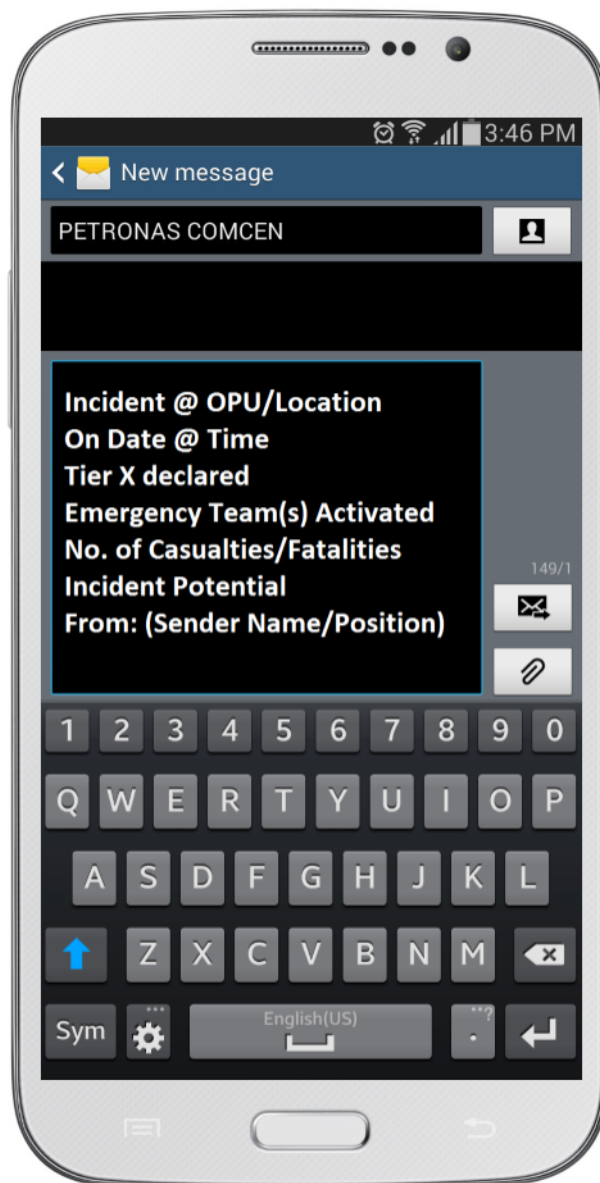 3:46 PM
New message
PETRONAS COMCEN
Incident @ OPU/Location
On Date @ Time
Tier X declared
Emergency Team(s) Activated
No. of Casualties/Fatalities
Incident Potential
From: (Sender Name/Position)
149/1
1 2 3 4 5 6 7 8 9 0
Q W E R T Y U I O P
A S D F G H J K L
Z X C V B N M
Sym English(US) . ...?